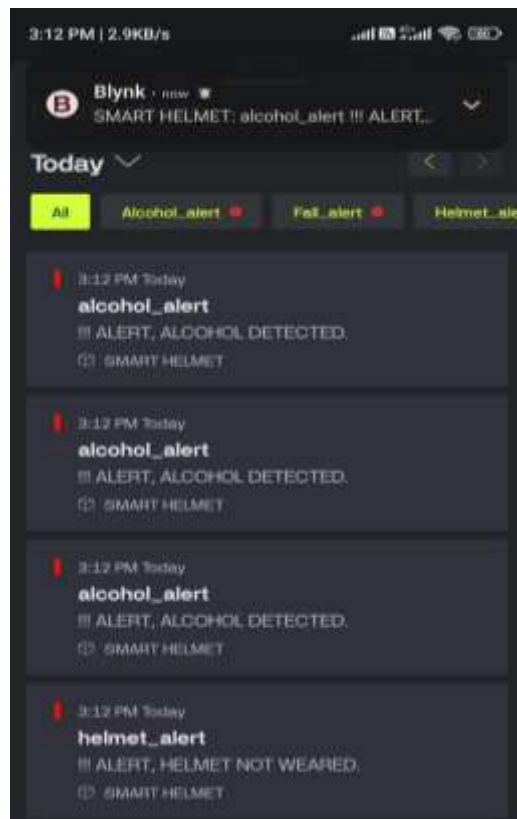 3:12 PM | 2.9KB/s
Blynk · now
SMART HELMET: alcohol_alert !!! ALERT,..
Today
All
Alcohol_alert
Fall_alert
Helmet_ale
3:12 PM Today
alcohol_alert
!!! ALERT, ALCOHOL DETECTED.
SMART HELMET
3:12 PM Today
alcohol_alert
!!! ALERT, ALCOHOL DETECTED.
SMART HELMET
3:12 PM Today
alcohol_alert
!!! ALERT, ALCOHOL DETECTED.
SMART HELMET
3:12 PM Today
helmet_alert
!!! ALERT, HELMET NOT WEARED.
SMART HELMET